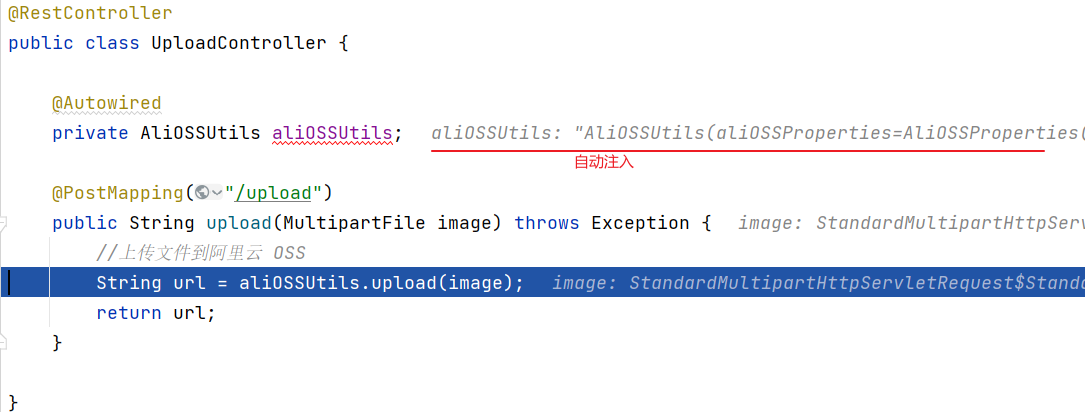 @RestController
public class UploadController {
@Autowired
private AliOSSUtils aliOSSUtils; aliOSSUtils: "AliOSSUtils(aliOSSProperties=AliOSSProperties(
自动注入
@PostMapping("/upload")
public String upload(MultipartFile image) throws Exception { image: StandardMultipartHttpServ
//上传文件到阿里云 OSS
String url = aliOSSUtils.upload(image); image: StandardMultipartHttpServletRequest$Standa
return url;
}
}